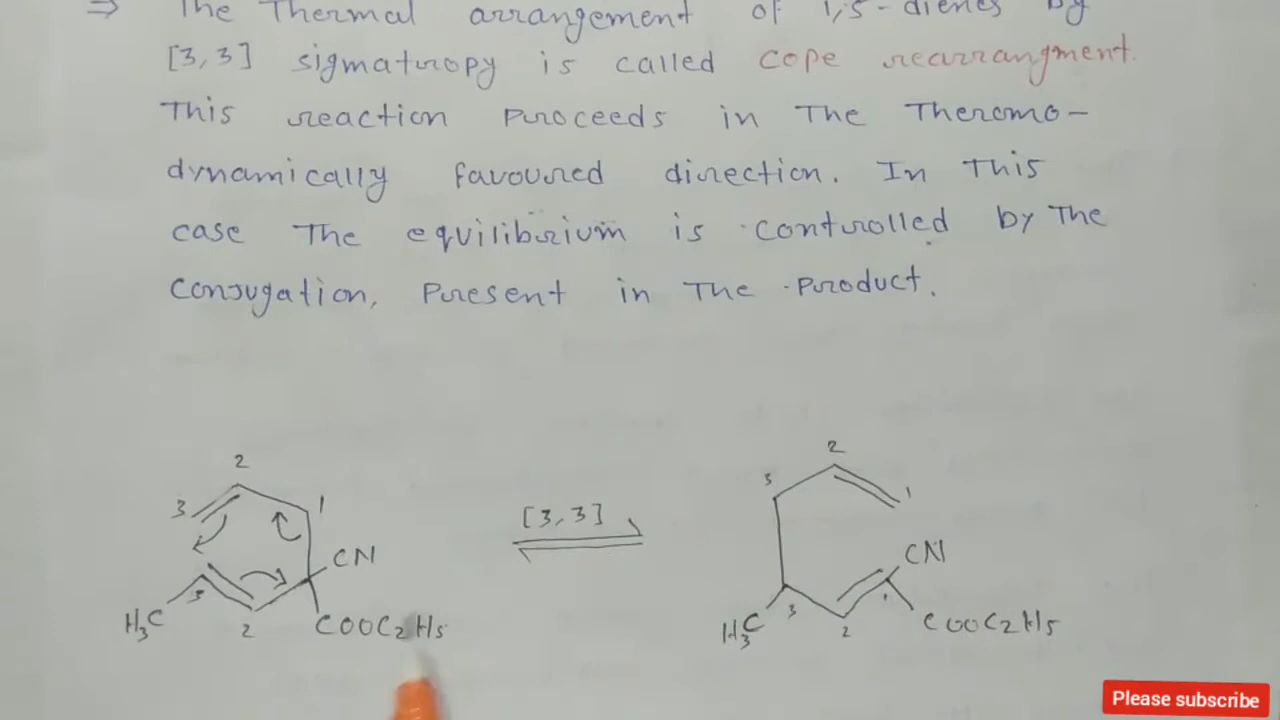 ⇒ The Thermal arrangement of 1,5-dienes by
[3,3] sigmatropy is called cope rearrangment.
This reaction proceeds in The Theromo-
dynamically favoured direction. In This
case The equilibrium is controlled by The
conjugation, present in The product.
2
3
1
CN
3
H3C
2
COOC2H5
[3,3]
2
3
1
CN
3
1
H3C
2
COOC2H5
Please subscribe